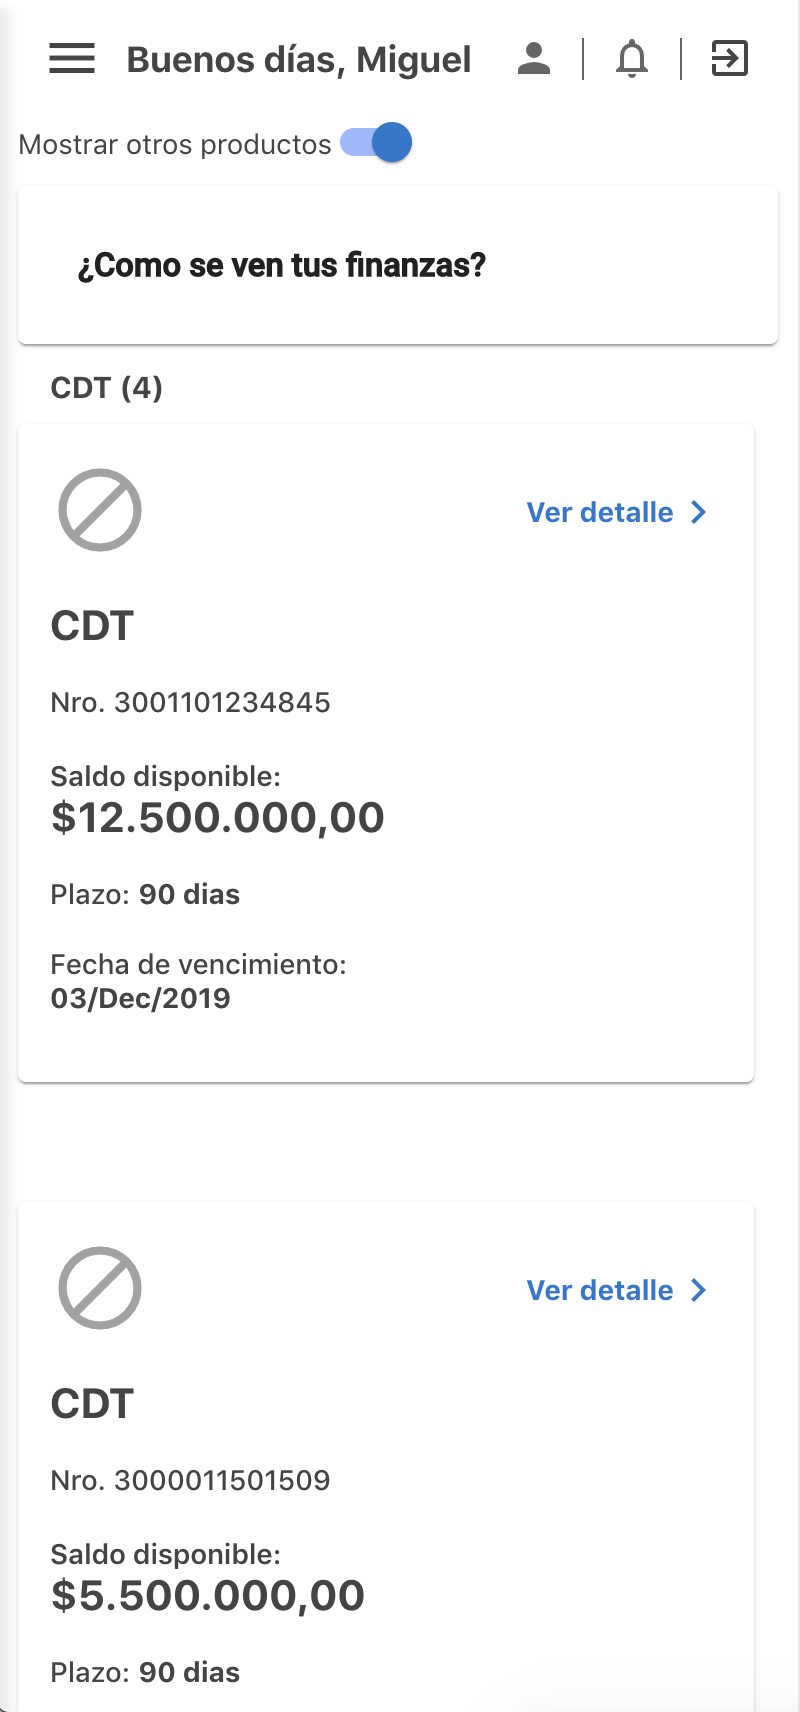 Buenos días, Miguel
Mostrar otros productos
¿Como se ven tus finanzas?
CDT (4)
Ver detalle
CDT
Nro. 3001101234845
Saldo disponible:
$12.500.000,00
Plazo: 90 dias
Fecha de vencimiento:
03/Dec/2019
Ver detalle
CDT
Nro. 3000011501509
Saldo disponible:
$5.500.000,00
Plazo: 90 dias